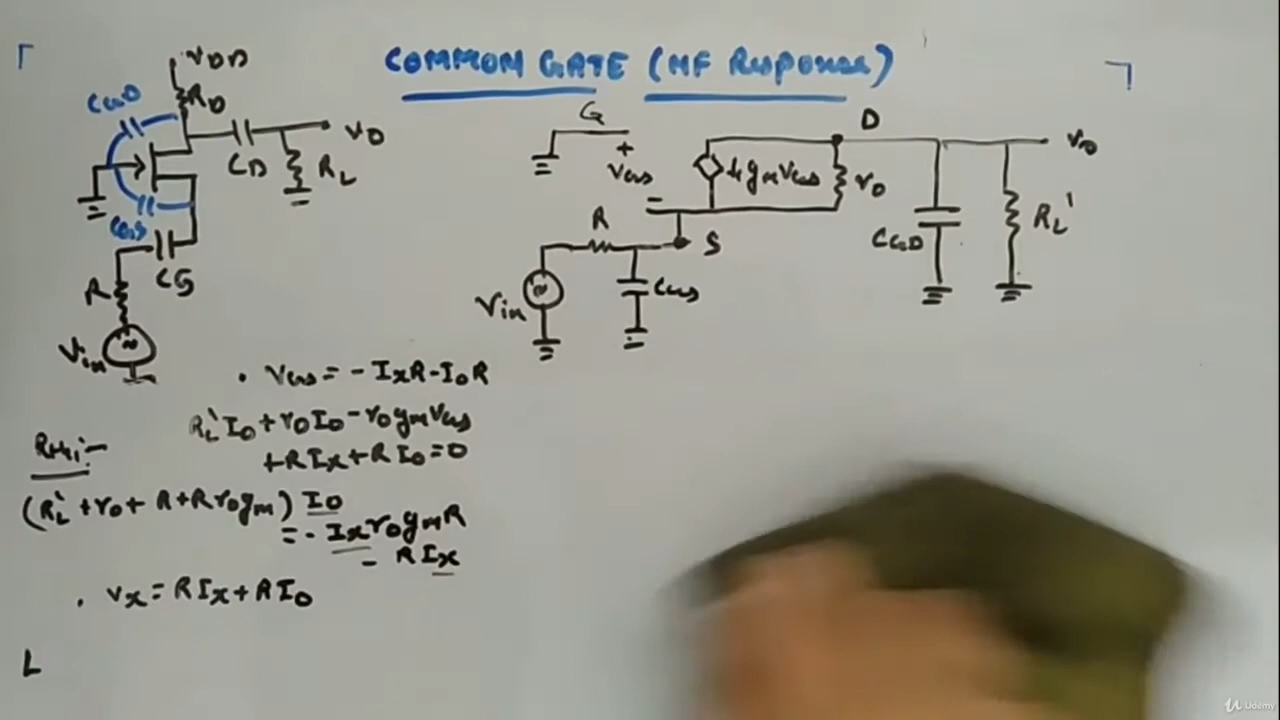 COMMON GATE (HF RESPONSE)
VDD
RD
CGD
CGS
CD
RL
VO
CS
R
Vin
G
+
VGS
-
gmVGS
rO
D
VO
CGD
RL'
R
S
CGS
Vin
. VGS = - IxR - IOR
RL'IO + rOIO - rOgmVGS
+ RIx + RIO = 0
(RL' + rO + R + RrOgm) IO
= - IxrOgmR
- RIx
. Vx = RIx + RIO
Udemy